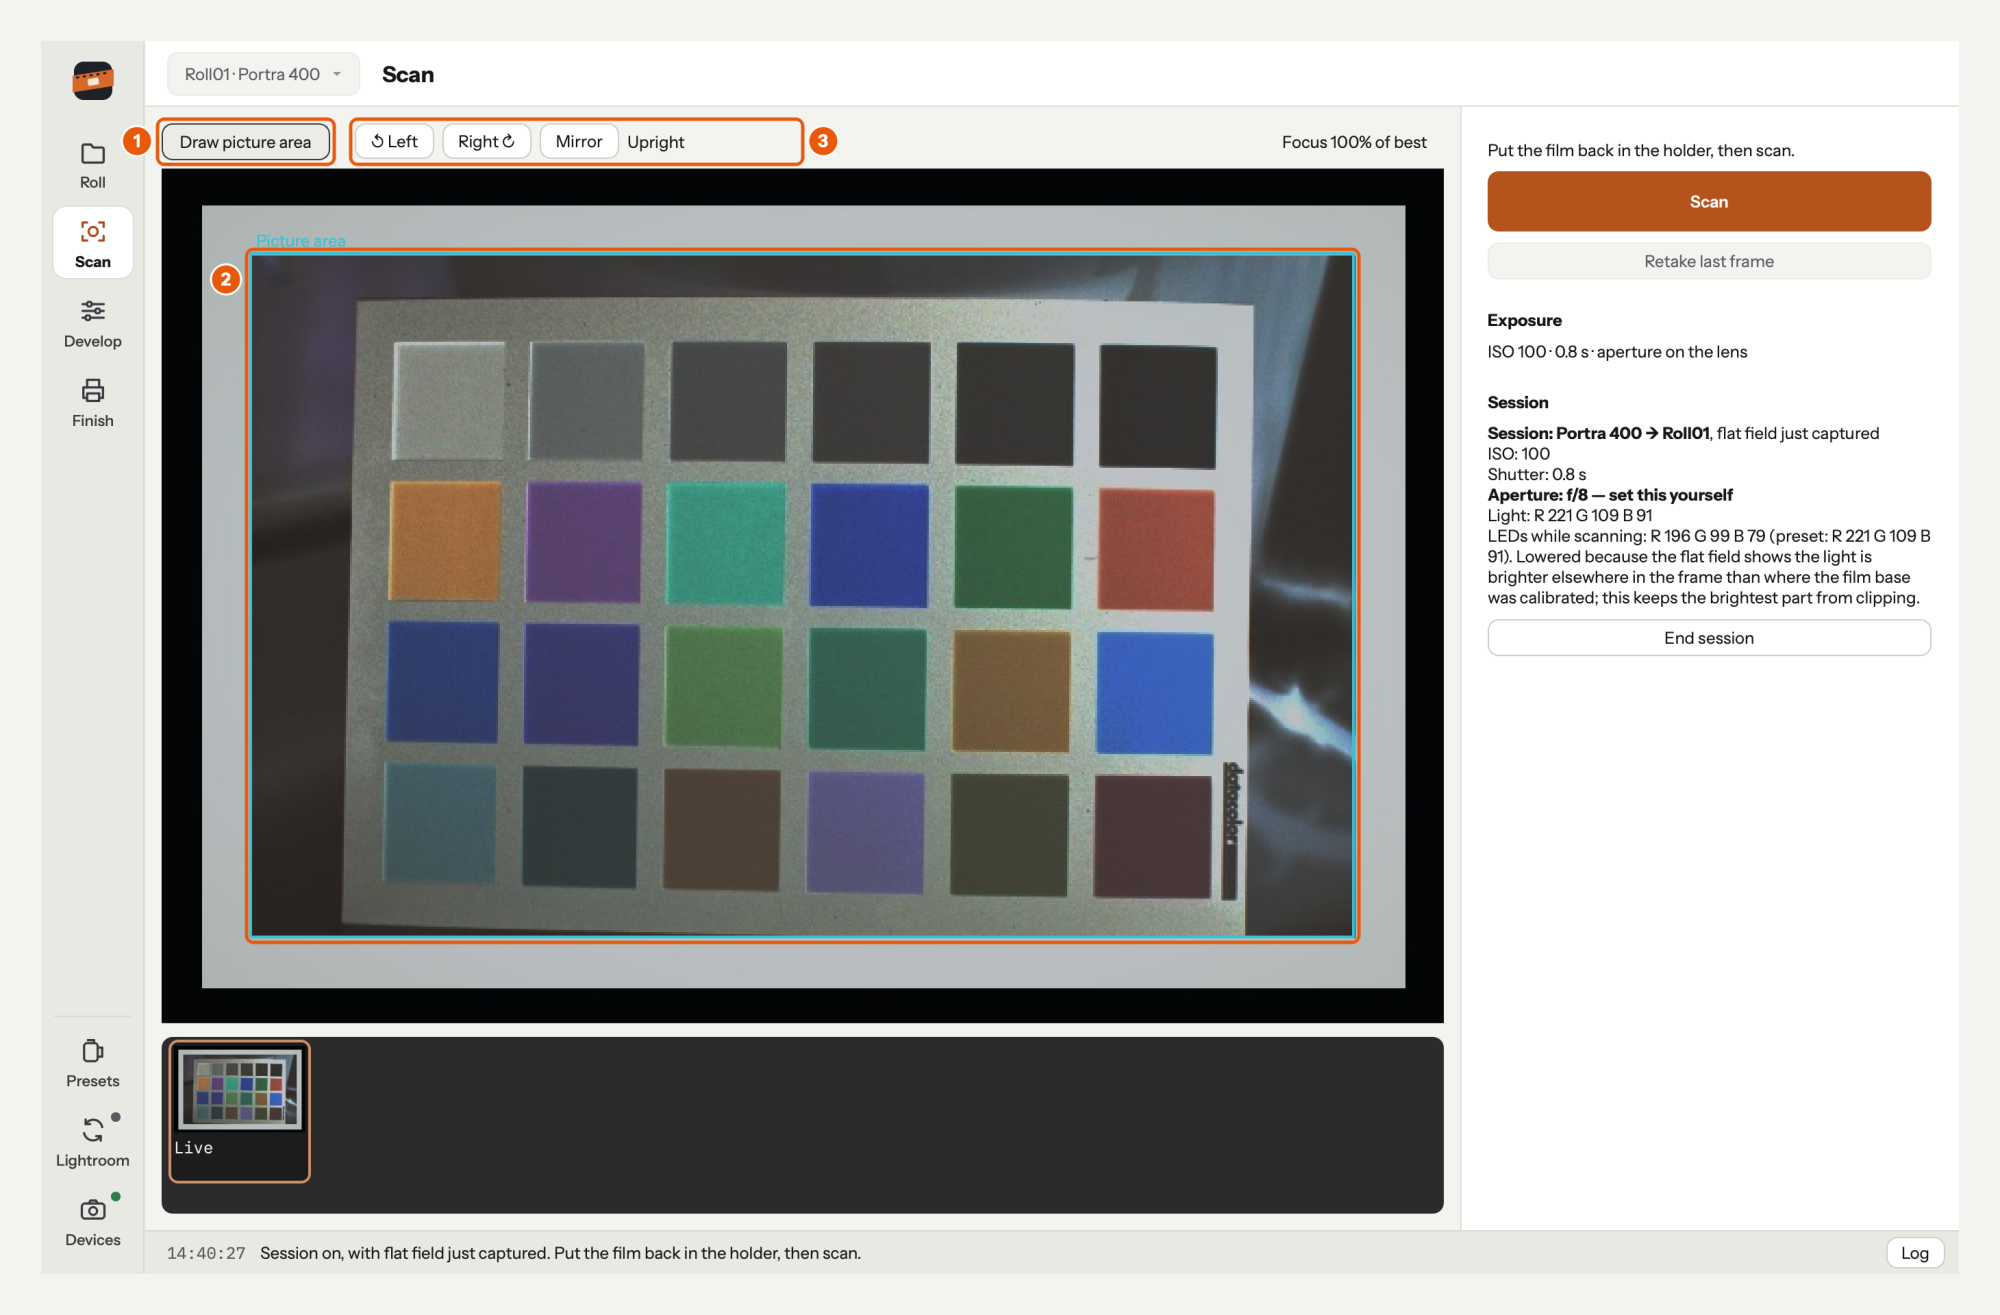 Roll01 · Portra 400
Scan
1
Draw picture area
Left
Right
Mirror
Upright
3
Focus 100% of best
Roll
Scan
Develop
Finish
Presets
Lightroom
Devices
Picture area
2
datacolor
Live
Put the film back in the holder, then scan.
Scan
Retake last frame
Exposure
ISO 100 · 0.8 s · aperture on the lens
Session
Session: Portra 400 → Roll01, flat field just captured
ISO: 100
Shutter: 0.8 s
Aperture: f/8 — set this yourself
Light: R 221 G 109 B 91
LEDs while scanning: R 196 G 99 B 79 (preset: R 221 G 109 B
91). Lowered because the flat field shows the light is
brighter elsewhere in the frame than where the film base
was calibrated; this keeps the brightest part from clipping.
End session
14:40:27 Session on, with flat field just captured. Put the film back in the holder, then scan.
Log